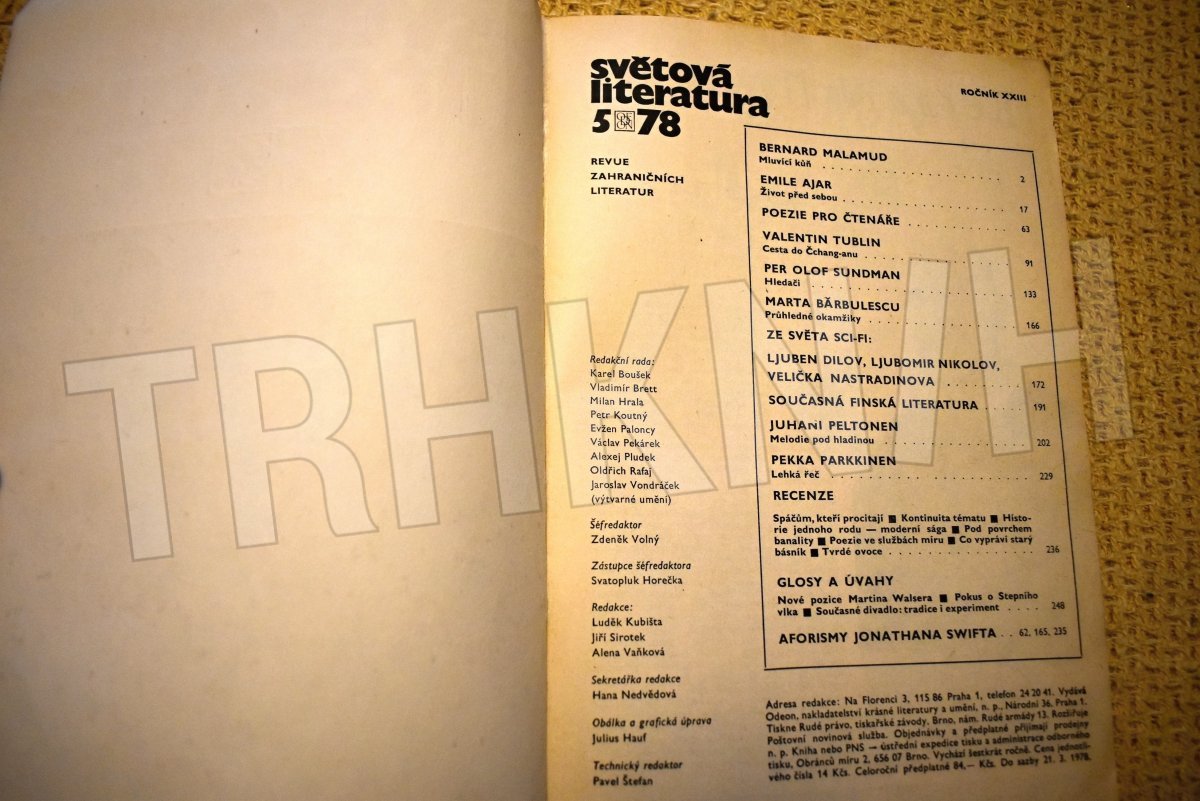 světová
literatura
5 ODEON 78
ROČNÍK XXIII
REVUE
ZAHRANIČNÍCH
LITERATUR
Redakční rada:
Karel Boušek
Vladimír Brett
Milan Hrala
Petr Koutný
Evžen Paloncy
Václav Pekárek
Alexej Pludek
Oldřich Rafaj
Jaroslav Vondráček
(výtvarné umění)
Šéfredaktor
Zdeněk Volný
Zástupce šéfredaktora
Svatopluk Horečka
Redakce:
Luděk Kubišta
Jiří Sirotek
Alena Vaňková
Sekretářka redakce
Hana Nedvědová
Obálka a grafická úprava
Julius Hauf
Technický redaktor
Pavel Štefan
BERNARD MALAMUD
Mluvící kůň . . . . . . . . . . 2
EMILE AJAR
Život před sebou . . . . . . . . . . 17
POEZIE PRO ČTENÁŘE . . . . . . . . . . 63
VALENTIN TUBLIN
Cesta do Čchang-anu . . . . . . . . . . 91
PER OLOF SUNDMAN
Hledači . . . . . . . . . . 133
MARTA BĂRBULESCU
Průhledné okamžiky . . . . . . . . . . 166
ZE SVĚTA SCI-FI:
LJUBEN DILOV, LJUBOMIR NIKOLOV,
VELIČKA NASTRADINOVA . . . . . . 172
SOUČASNÁ FINSKÁ LITERATURA . . . . 191
JUHANI PELTONEN
Melodie pod hladinou . . . . . . . . . . 202
PEKKA PARKKINEN
Lehká řeč . . . . . . . . . . 229
RECENZE
Spáčům, kteří procitají ■ Kontinuita tématu ■ Histo-
rie jednoho rodu — moderní sága ■ Pod povrchem
banality ■ Poezie ve službách míru ■ Co vypráví starý
básník ■ Tvrdé ovoce . . . . . . . . . . 236
GLOSY A ÚVAHY
Nové pozice Martina Walsera ■ Pokus o Stepního
vlka ■ Současné divadlo: tradice i experiment . . . . 248
AFORISMY JONATHANA SWIFTA . . 62, 165, 235
Adresa redakce: Na Florenci 3, 115 86 Praha 1, telefon 24 20 41. Vydává
Odeon, nakladatelství krásné literatury a umění, n. p., Národní 36, Praha 1.
Tiskne Rudé právo, tiskařské závody, Brno, nám. Rudé armády 13. Rozšiřuje
Poštovní novinová služba. Objednávky a předplatné přijímají prodejny
n. p. Kniha nebo PNS — ústřední expedice tisku a administrace odborného
tisku, Obránců míru 2, 656 07 Brno. Vychází šestkrát ročně. Cena jednotli-
vého čísla 14 Kčs. Celoroční předplatné 84,— Kčs. Do sazby 21. 3. 1978.
TRHKNIH